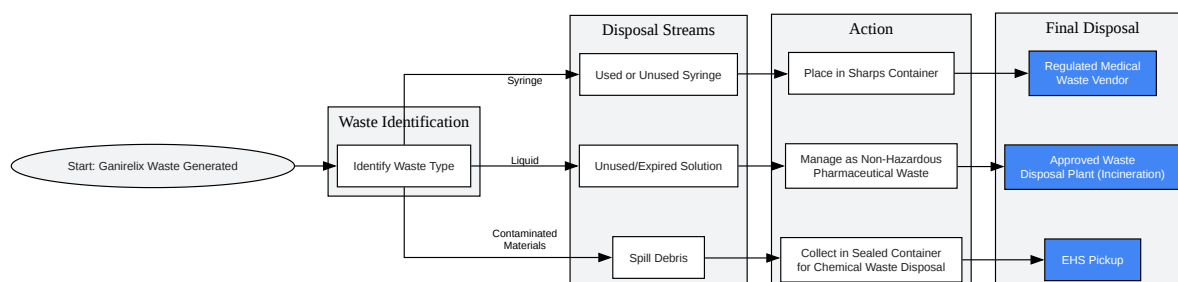 Disposal Streams
Action
Final Disposal
Syringe
Used or Unused Syringe
Place in Sharps Container
Regulated Medical
Waste Vendor
Waste Identification
Start: Ganirelix Waste Generated
Identify Waste Type
Liquid
Unused/Expired Solution
Manage as Non-Hazardous
Pharmaceutical Waste
Approved Waste
Disposal Plant (Incineration)
Contaminated
Materials
Spill Debris
Collect in Sealed Container
for Chemical Waste Disposal
EHS Pickup